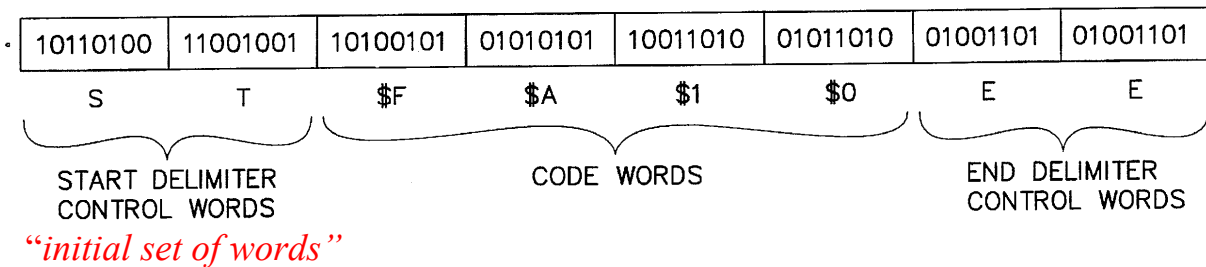 10110100 11001001 10100101 01010101 10011010 01011010 01001101 01001101
S T $F $A $1 $0 E E
START DELIMITER
CONTROL WORDS
CODE WORDS
END DELIMITER
CONTROL WORDS
“initial set of words”